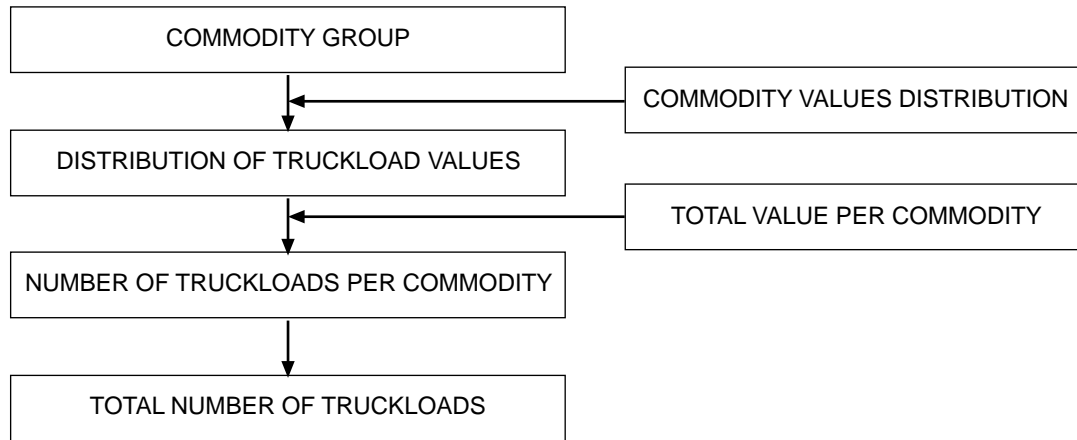 COMMODITY GROUP
COMMODITY VALUES DISTRIBUTION
DISTRIBUTION OF TRUCKLOAD VALUES
TOTAL VALUE PER COMMODITY
NUMBER OF TRUCKLOADS PER COMMODITY
TOTAL NUMBER OF TRUCKLOADS